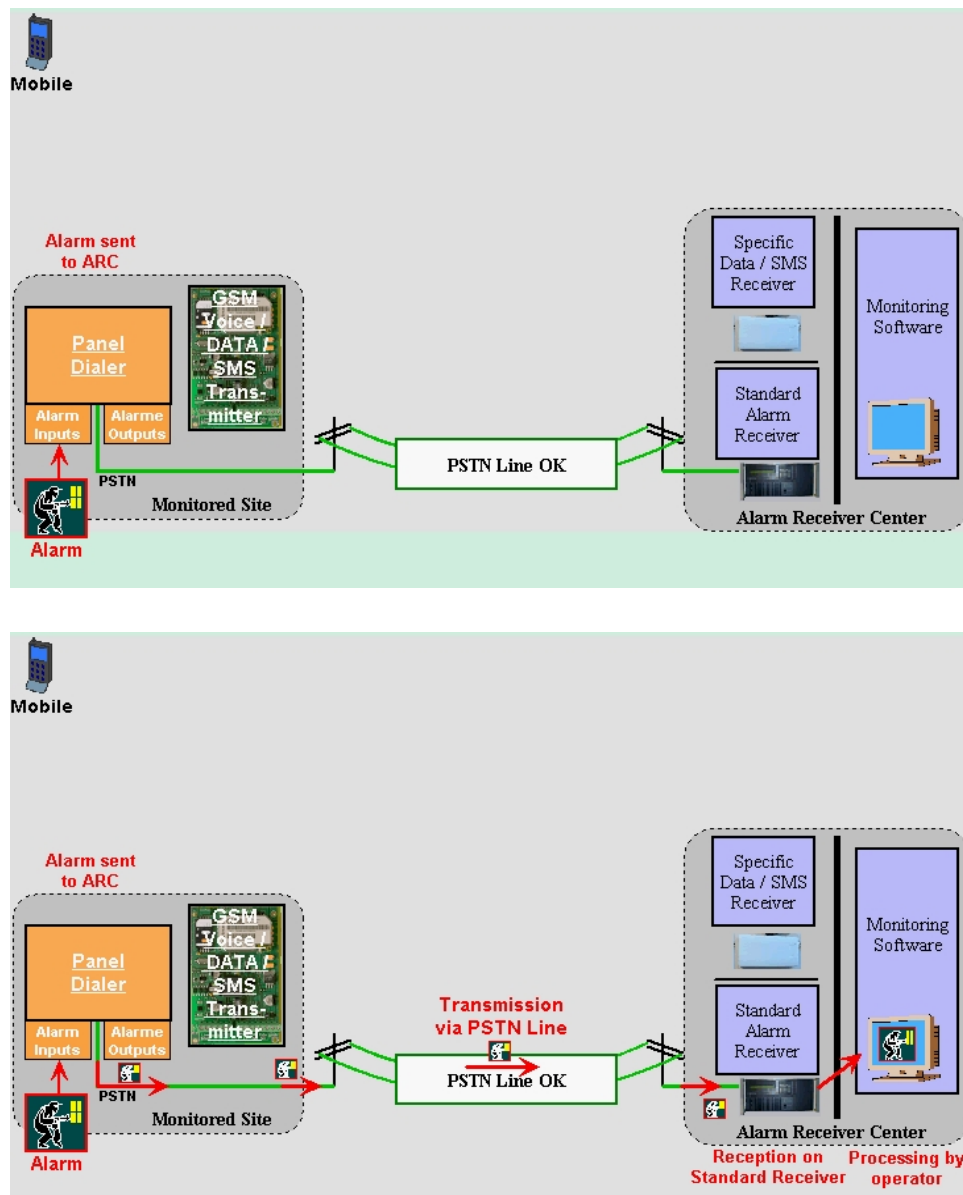 Mobile
Alarm sent
to ARC
Panel
Dialer
Alarm
Inputs
Alarme
Outputs
GSM
Voice /
DATA /
SMS
Trans-
mitter
PSTN
Monitored Site
Alarm
PSTN Line OK
Specific
Data / SMS
Receiver
Standard
Alarm
Receiver
Monitoring
Software
Alarm Receiver Center
Mobile
Alarm sent
to ARC
Panel
Dialer
Alarm
Inputs
Alarme
Outputs
GSM
Voice /
DATA /
SMS
Trans-
mitter
PSTN
Monitored Site
Alarm
Transmission
via PSTN Line
PSTN Line OK
Specific
Data / SMS
Receiver
Standard
Alarm
Receiver
Monitoring
Software
Alarm Receiver Center
Reception on
Standard Receiver
Processing by
operator